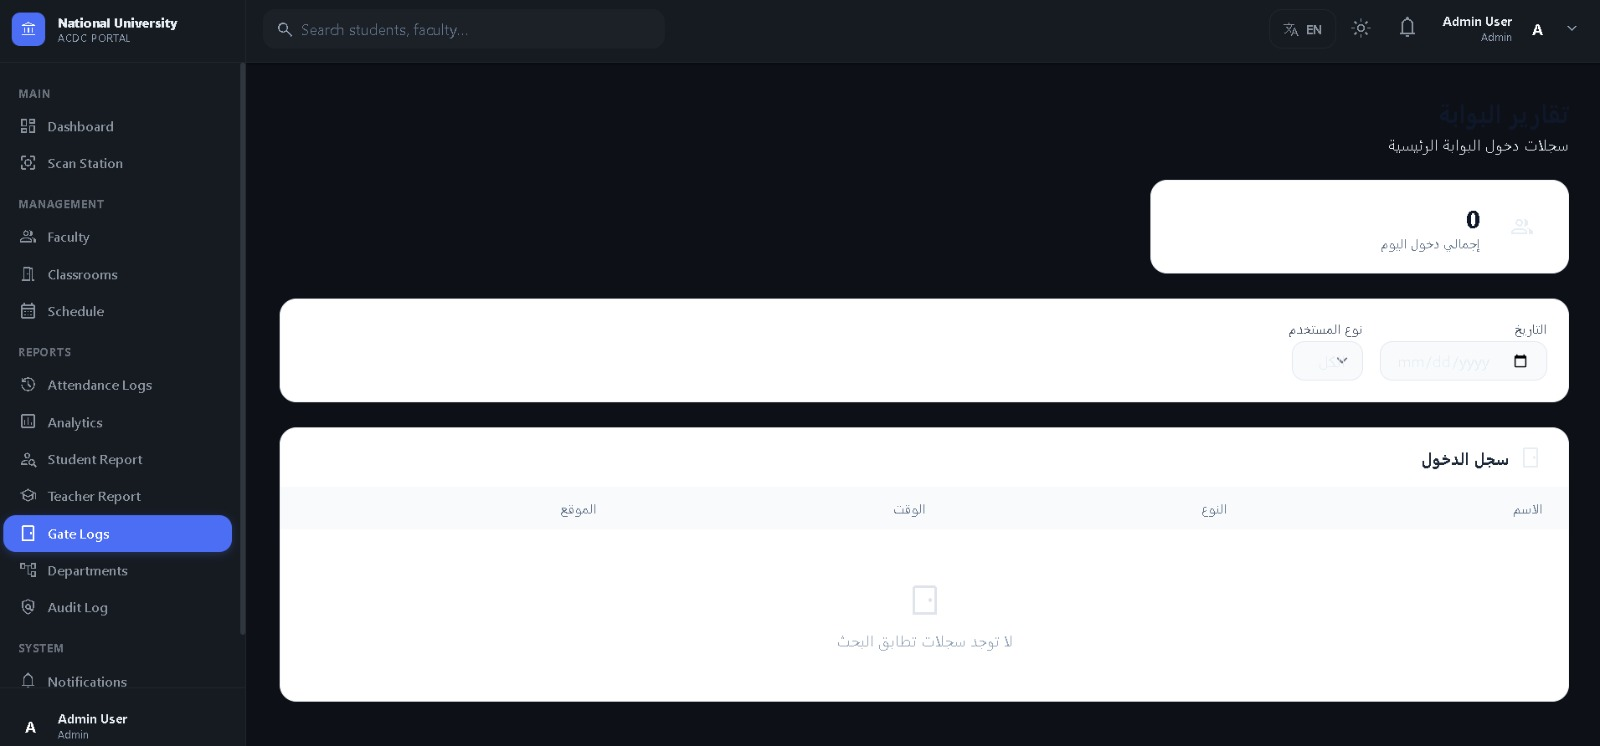 National University
ACDC PORTAL
Search students, faculty...
EN
Admin User
Admin
A
MAIN
Dashboard
Scan Station
MANAGEMENT
Faculty
Classrooms
Schedule
REPORTS
Attendance Logs
Analytics
Student Report
Teacher Report
Gate Logs
Departments
Audit Log
SYSTEM
Notifications
A
Admin User
Admin
تقارير البوابة
سجلات دخول البوابة الرئيسية
0
إجمالي دخول اليوم
التاريخ
mm/dd/yyyy
نوع المستخدم
الكل
سجل الدخول
الاسم النوع الوقت الموقع
لا توجد سجلات تطابق البحث